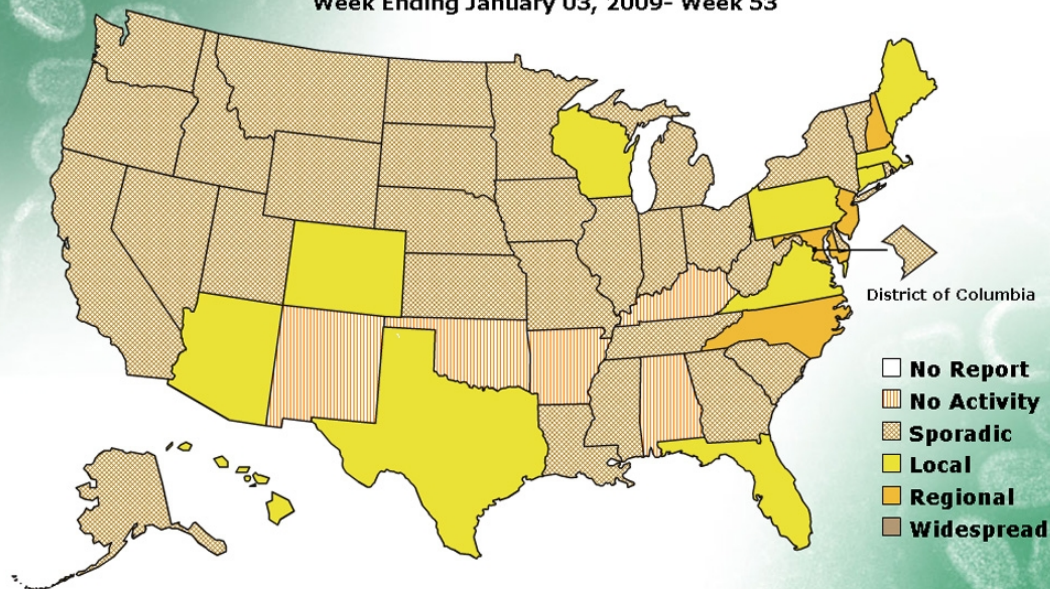 Week Ending January 03, 2009- Week 53
District of Columbia
No Report
No Activity
Sporadic
Local
Regional
Widespread